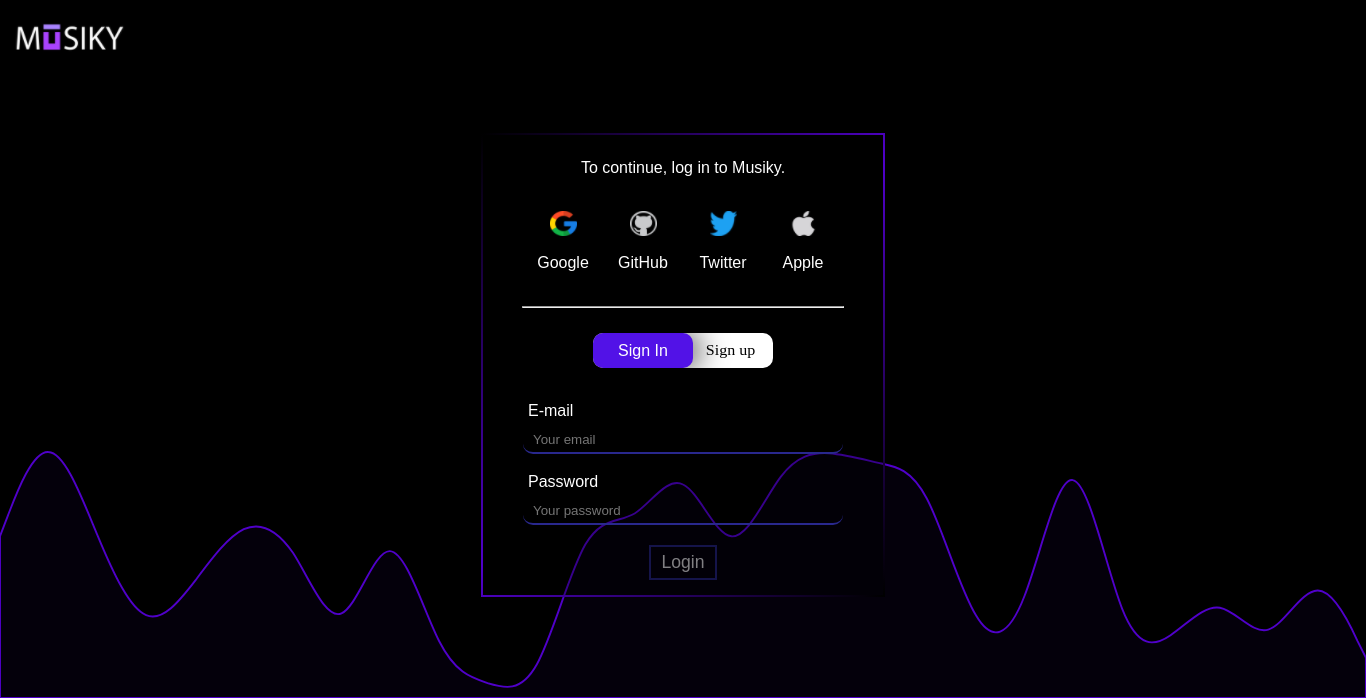 MŪSIKY
To continue, log in to Musiky.
Google GitHub Twitter Apple
Sign In Sign up
E-mail
Your email
Password
Your password
Login